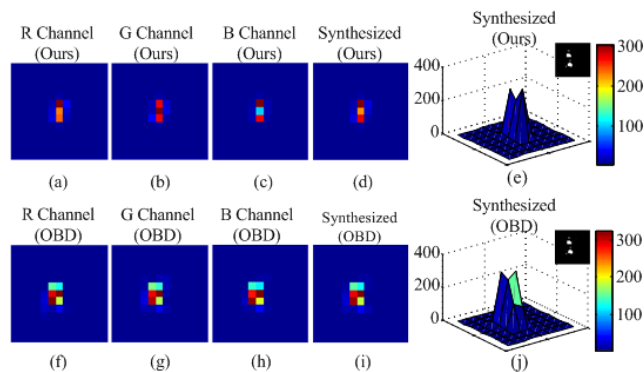 R Channel
(Ours)
G Channel
(Ours)
B Channel
(Ours)
Synthesized
(Ours)
Synthesized
(Ours)
400
200
0
300
200
100
(a)
(b)
(c)
(d)
(e)
R Channel
(OBD)
G Channel
(OBD)
B Channel
(OBD)
Synthesized
(OBD)
Synthesized
(OBD)
400
200
0
300
200
100
(f)
(g)
(h)
(i)
(j)